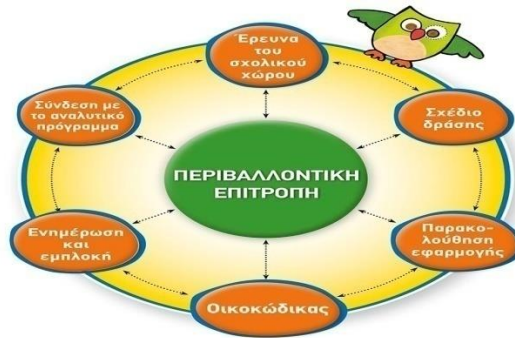 Έρευνα
του
σχολικού
χώρου
Σχέδιο
δράσης
Παρακο-
λούθηση
εφαρμογής
Οικοκώδικας
Ενημέρωση
και
εμπλοκή
Σύνδεση με
το αναλυτικό
πρόγραμμα
ΠΕΡΙΒΑΛΛΟΝΤΙΚΗ
ΕΠΙΤΡΟΠΗ